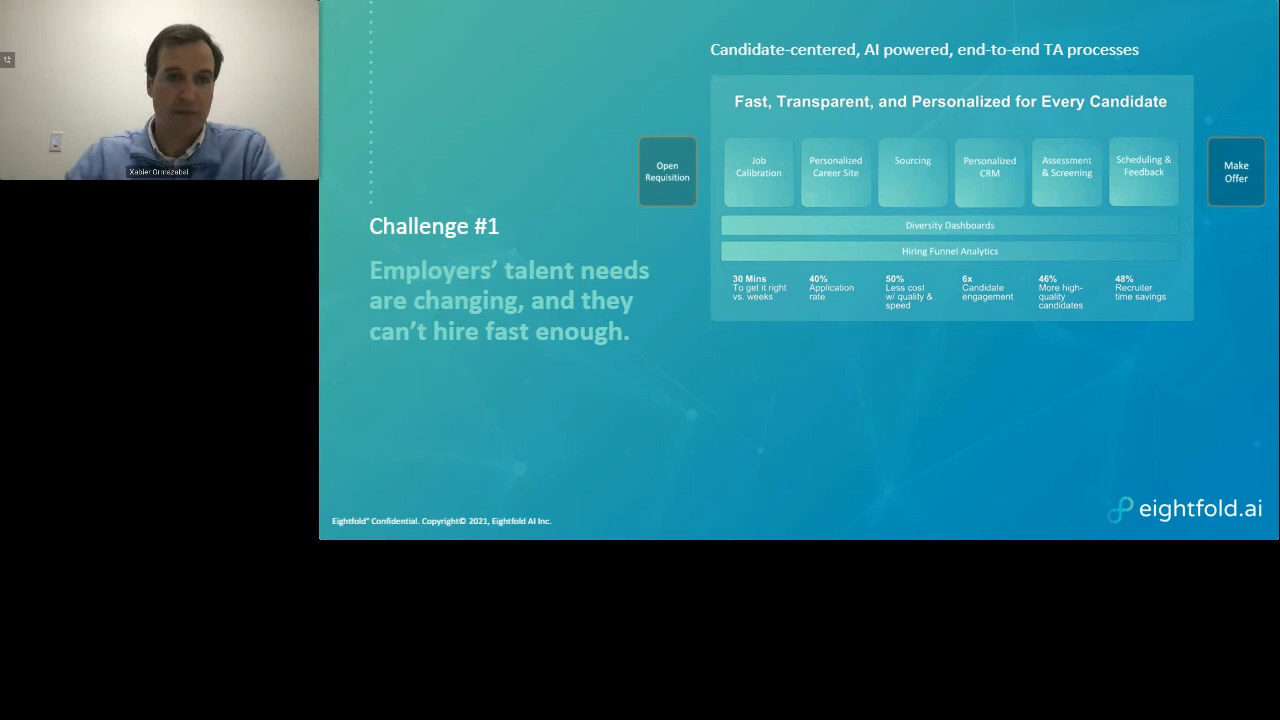 Xabier Ormazabal
Candidate-centered, AI powered, end-to-end TA processes
Fast, Transparent, and Personalized for Every Candidate
Open
Requisition
Job
Calibration
Personalized
Career Site
Sourcing
Personalized
CRM
Assessment
& Screening
Scheduling &
Feedback
Make
Offer
Diversity Dashboards
Hiring Funnel Analytics
30 Mins
To get it right
vs. weeks
40%
Application
rate
50%
Less cost
w/ quality &
speed
6x
Candidate
engagement
46%
More high-
quality
candidates
48%
Recruiter
time savings
Challenge #1
Employers’ talent needs
are changing, and they
can’t hire fast enough.
Eightfold® Confidential. Copyright© 2021, Eightfold AI Inc.
eightfold.ai